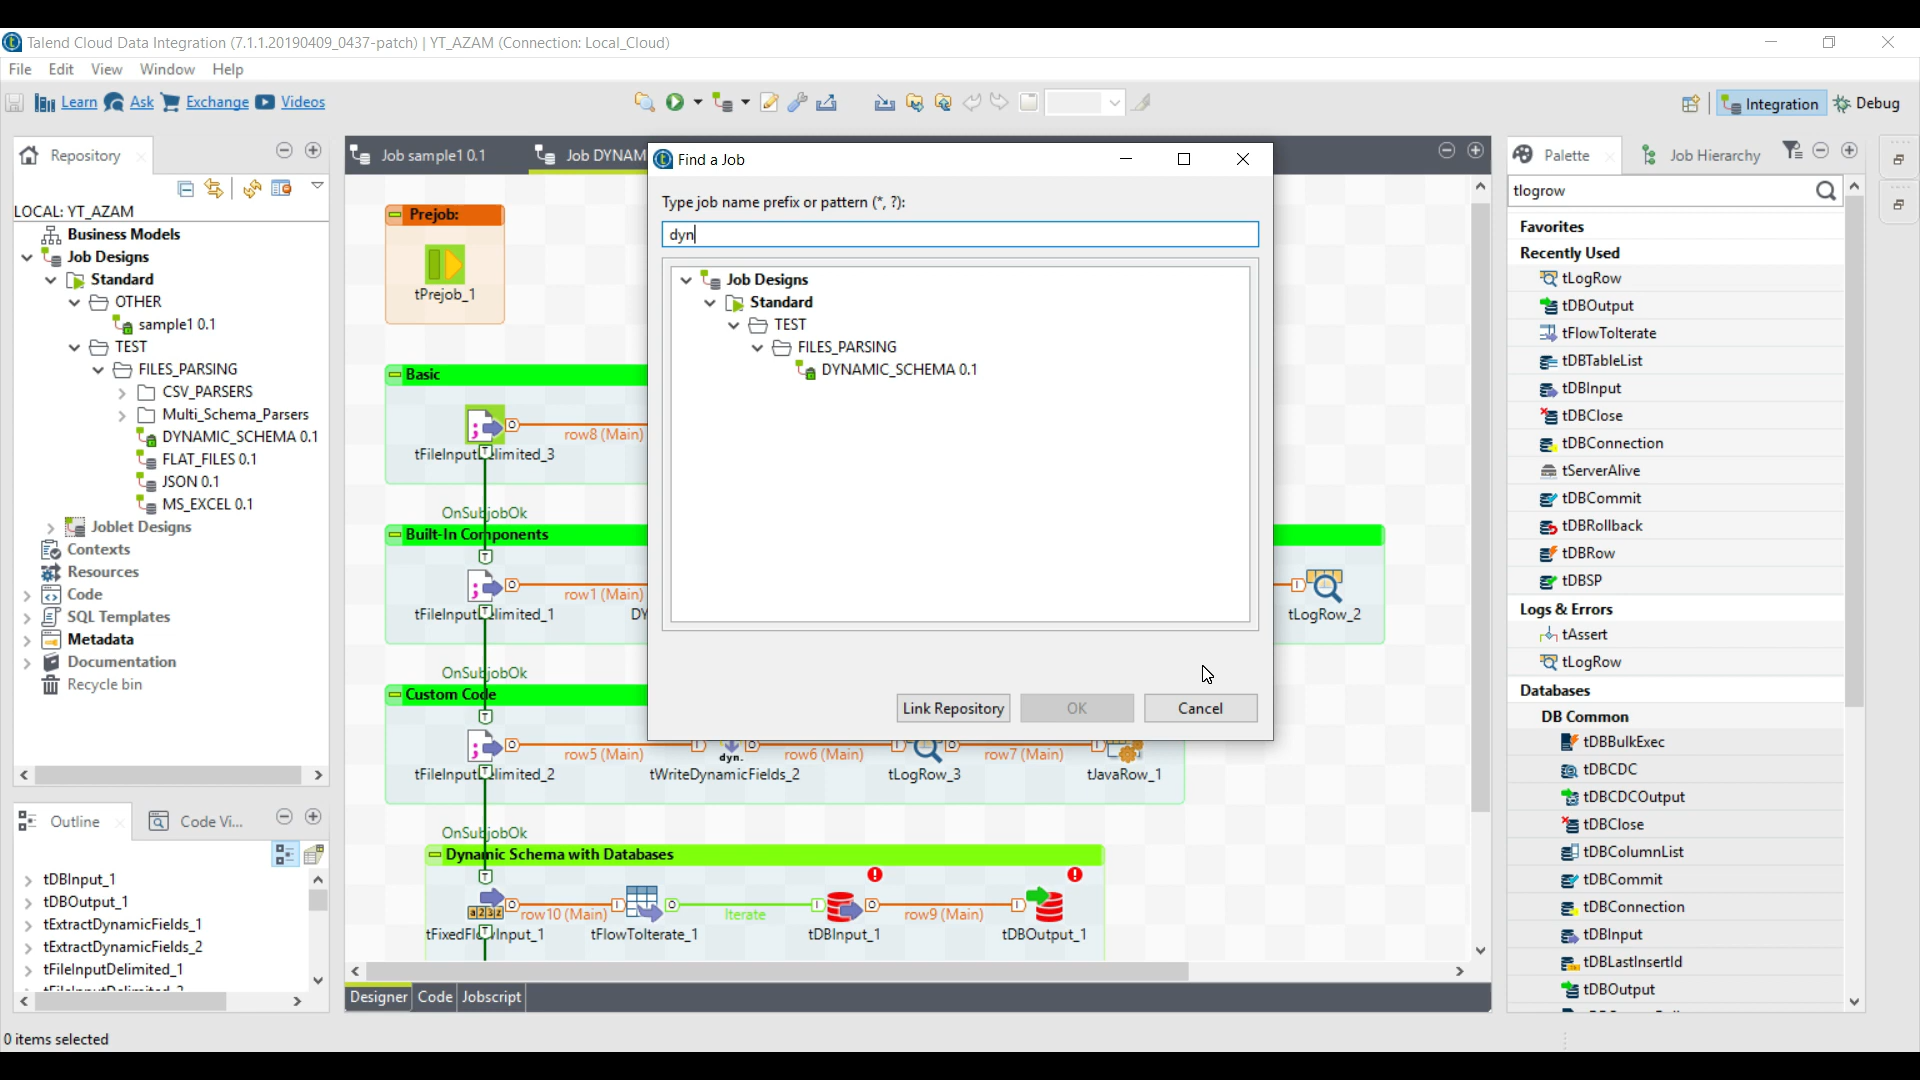 Talend Cloud Data Integration (7.1.1.20190409_0437-patch) | YT_AZAM (Connection: Local_Cloud)
File Edit View Window Help
Learn Ask Exchange Videos
Integration Debug
Repository
LOCAL: YT_AZAM
Business Models
Job Designs
Standard
OTHER
sample1 0.1
TEST
FILES_PARSING
CSV_PARSERS
Multi_Schema_Parsers
DYNAMIC_SCHEMA 0.1
FLAT_FILES 0.1
JSON 0.1
MS_EXCEL 0.1
Joblet Designs
Contexts
Resources
Code
SQL Templates
Metadata
Documentation
Recycle bin
Outline Code Vi...
tDBInput_1
tDBOutput_1
tExtractDynamicFields_1
tExtractDynamicFields_2
tFileInputDelimited_1
0 items selected
Job sample1 0.1 Job DYNAM
Prejob:
tPrejob_1
Basic
row8 (Main)
tFileInputDelimited_3
OnSubjobOk
Built-In Components
row1 (Main)
tFileInputDelimited_1 DY
tLogRow_2
OnSubjobOk
Custom Code
row5 (Main) dyn. row6 (Main) row7 (Main)
tFileInputDelimited_2 tWriteDynamicFields_2 tLogRow_3 tJavaRow_1
OnSubjobOk
Dynamic Schema with Databases
row10 (Main) Iterate row9 (Main)
tFixedFlowInput_1 tFlowToIterate_1 tDBInput_1 tDBOutput_1
Designer Code Jobscript
Find a Job
Type job name prefix or pattern (*, ?):
dyn
Job Designs
Standard
TEST
FILES_PARSING
DYNAMIC_SCHEMA 0.1
Link Repository OK Cancel
Palette Job Hierarchy
tlogrow
Favorites
Recently Used
tLogRow
tDBOutput
tFlowToIterate
tDBTableList
tDBInput
tDBClose
tDBConnection
tServerAlive
tDBCommit
tDBRollback
tDBRow
tDBSP
Logs & Errors
tAssert
tLogRow
Databases
DB Common
tDBBulkExec
tDBCDC
tDBCDCOutput
tDBClose
tDBColumnList
tDBCommit
tDBConnection
tDBInput
tDBLastInsertId
tDBOutput